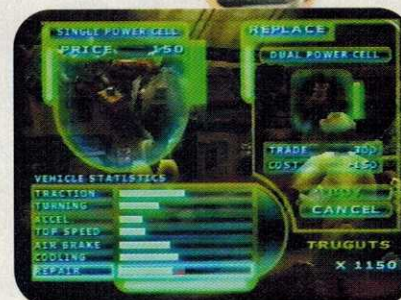 SINGLE POWER CELL
PRICE 150
VEHICLE STATISTICS
TRACTION
TURNING
ACCEL
TOP SPEED
AIR BRAKE
COOLING
REPAIR
REPLACE
DUAL POWER CELL
TRADE 300
COST -150
CANCEL
TRUGUTS
X 1150